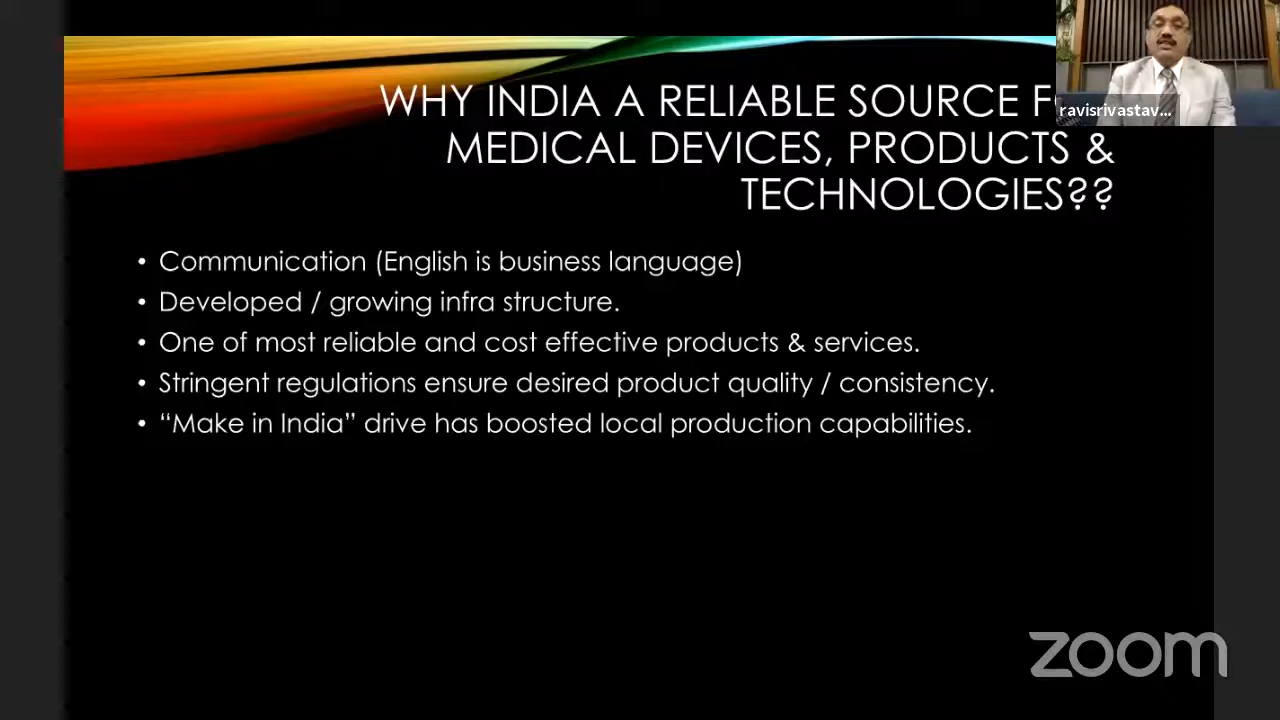 WHY INDIA A RELIABLE SOURCE
MEDICAL DEVICES, PRODUCTS &
TECHNOLOGIES??
ravisrivastav...
• Communication (English is business language)
• Developed / growing infra structure.
• One of most reliable and cost effective products & services.
• Stringent regulations ensure desired product quality / consistency.
• “Make in India” drive has boosted local production capabilities.
zoom